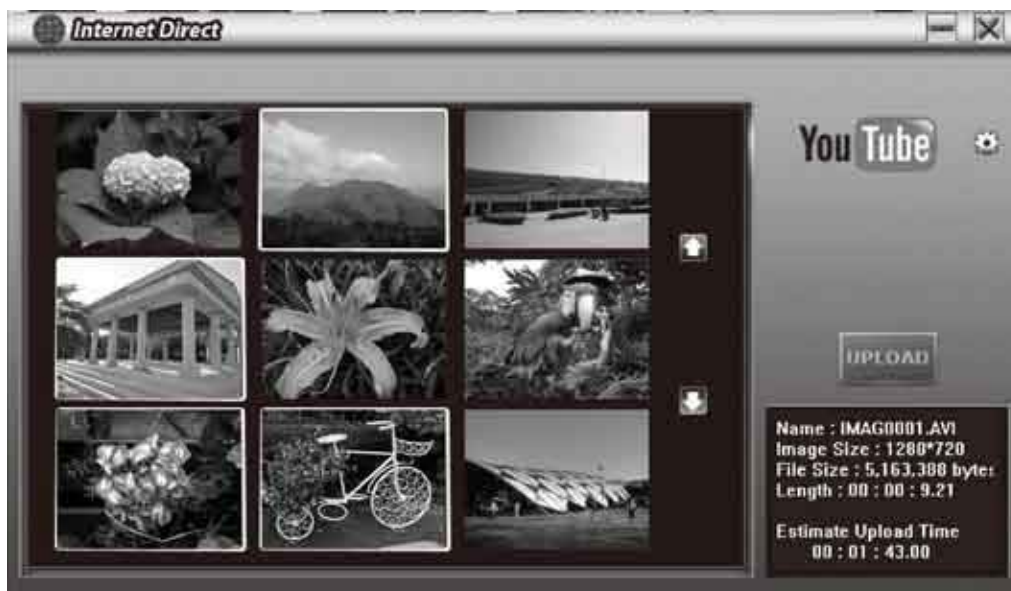 Internet Direct
YouTube
UPLOAD
Name : IMAG0001.AVI
Image Size : 1280*720
File Size : 5,163,388 bytes
Length : 00 : 00 : 9.21
Estimate Upload Time
00 : 01 : 43.00